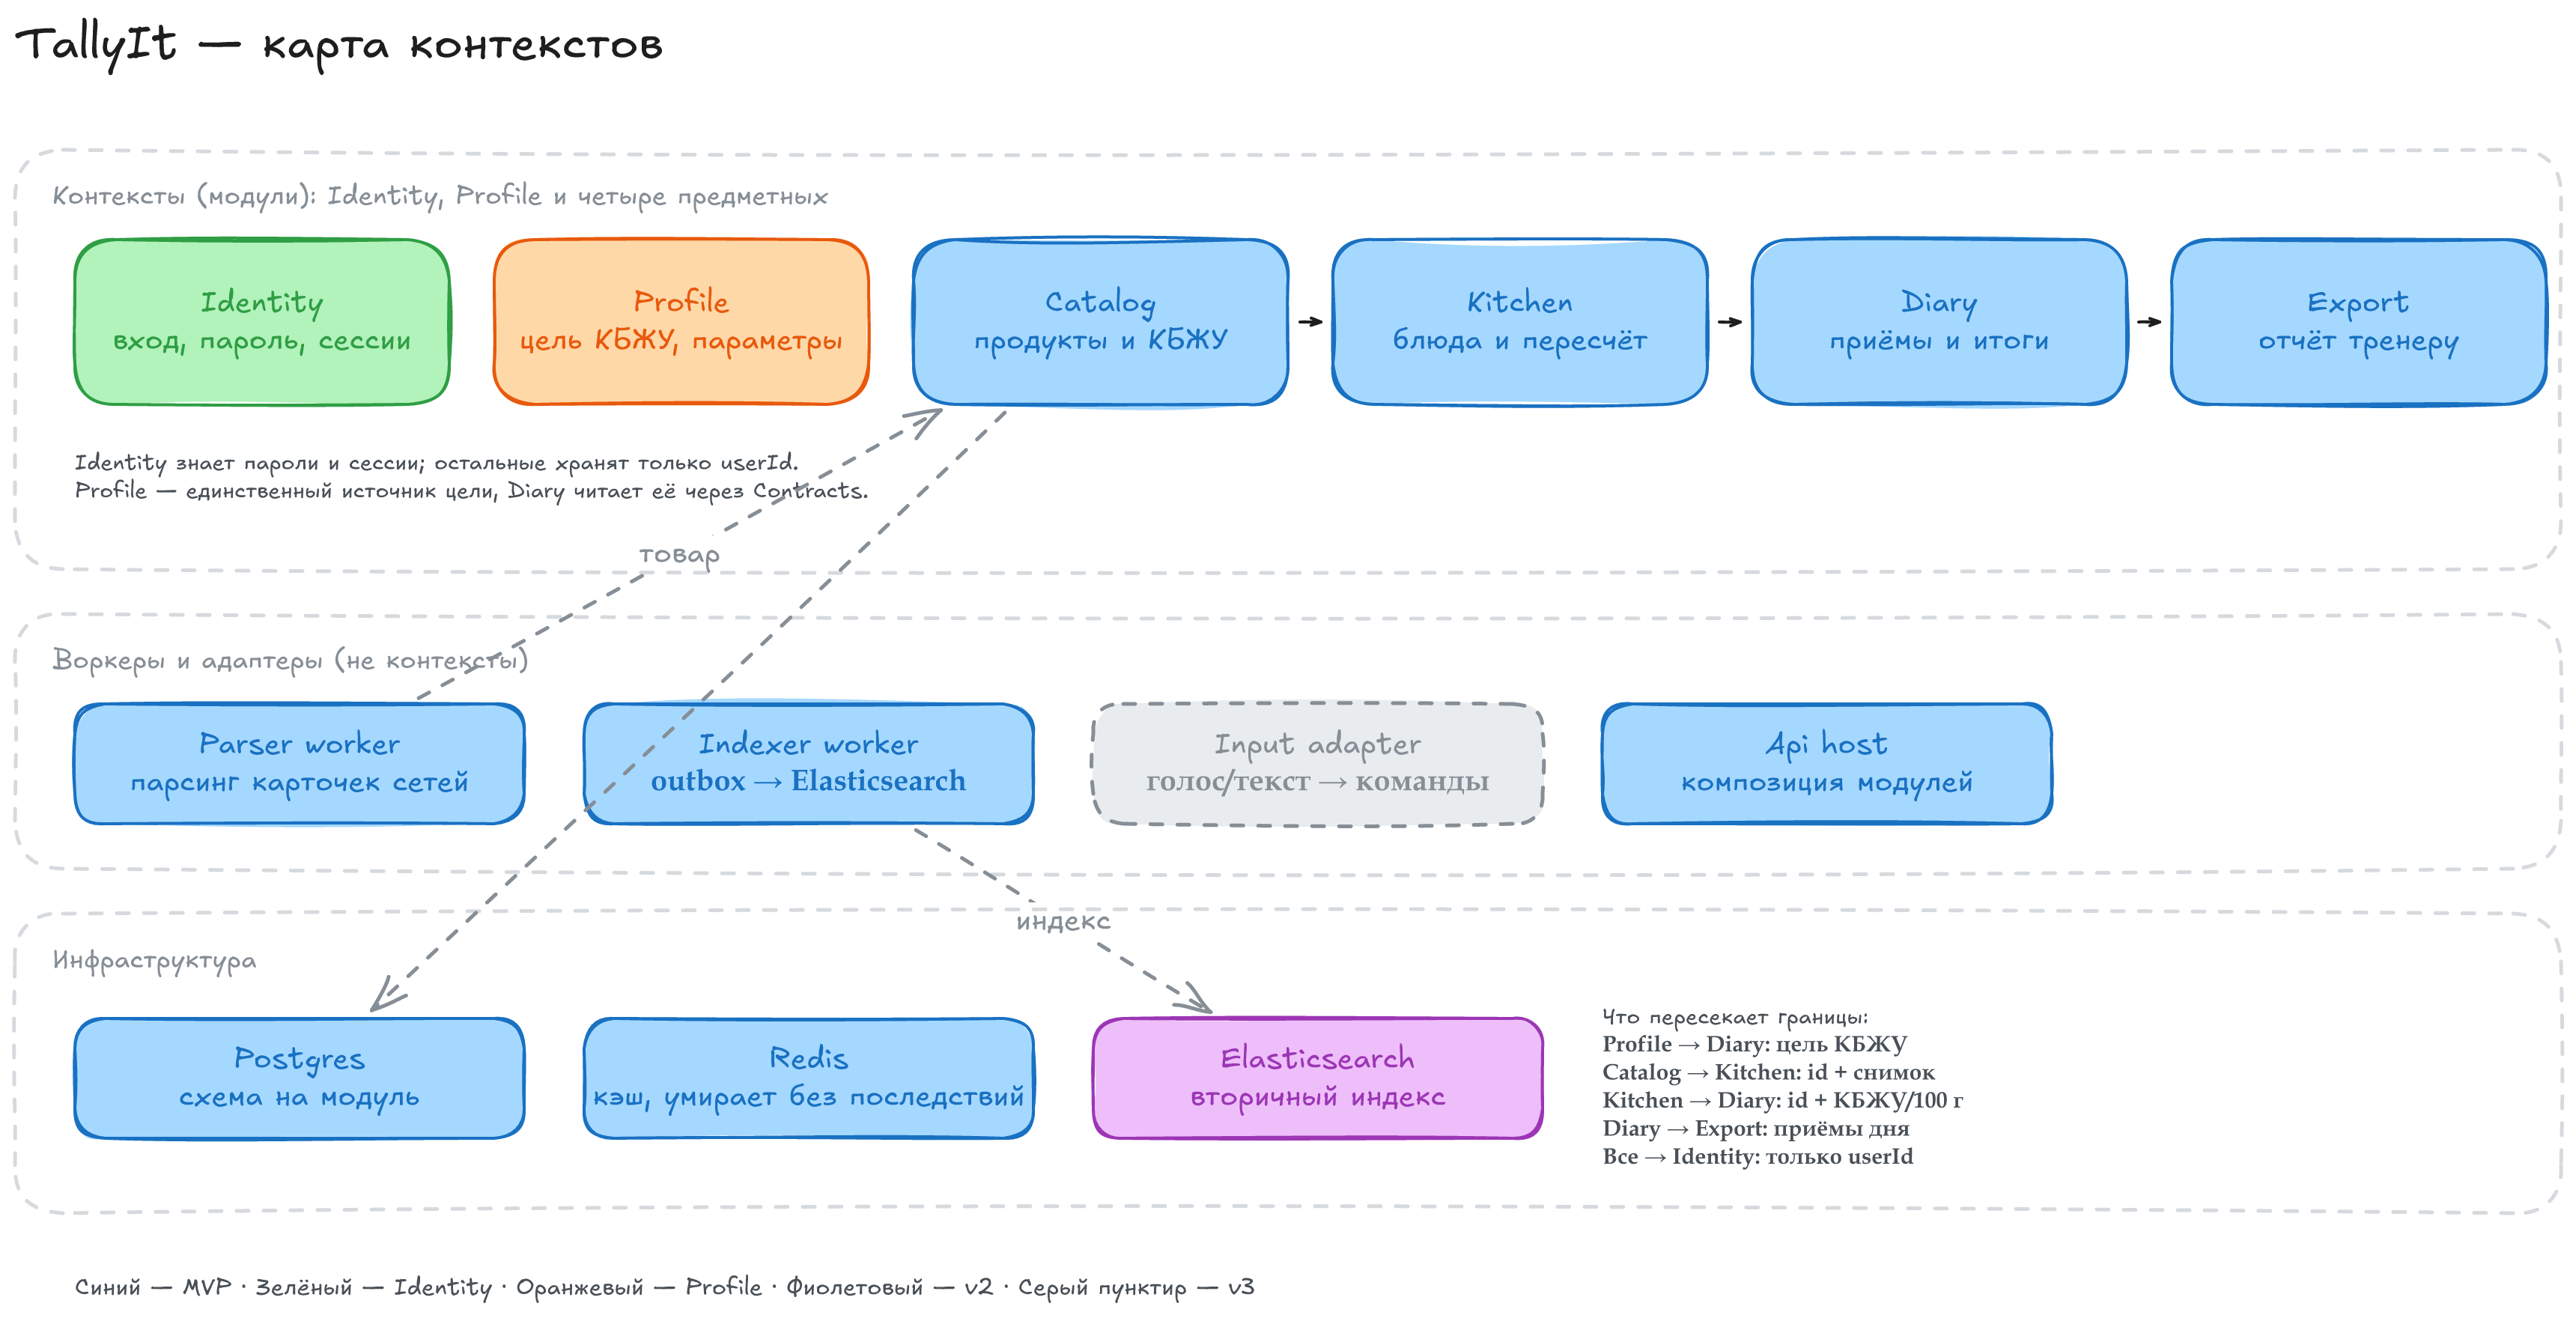 TallyIt — карта контекстов
Контексты (модули): Identity, Profile и четыре предметных
Identity
вход, пароль, сессии
Profile
цель КБЖУ, параметры
Catalog
продукты и КБЖУ
Kitchen
блюда и пересчёт
Diary
приёмы и итоги
Export
отчёт тренеру
Identity знает пароли и сессии; остальные хранят только userId.
Profile — единственный источник цели, Diary читает её через Contracts.
товар
Воркеры и адаптеры (не контексты)
Parser worker
парсинг карточек сетей
Indexer worker
outbox → Elasticsearch
Input adapter
голос/текст → команды
Api host
композиция модулей
индекс
Инфраструктура
Postgres
схема на модуль
Redis
кэш, умирает без последствий
Elasticsearch
вторичный индекс
Что пересекает границы:
Profile → Diary: цель КБЖУ
Catalog → Kitchen: id + снимок
Kitchen → Diary: id + КБЖУ/100 г
Diary → Export: приёмы дня
Все → Identity: только userId
Синий — MVP · Зелёный — Identity · Оранжевый — Profile · Фиолетовый — v2 · Серый пунктир — v3